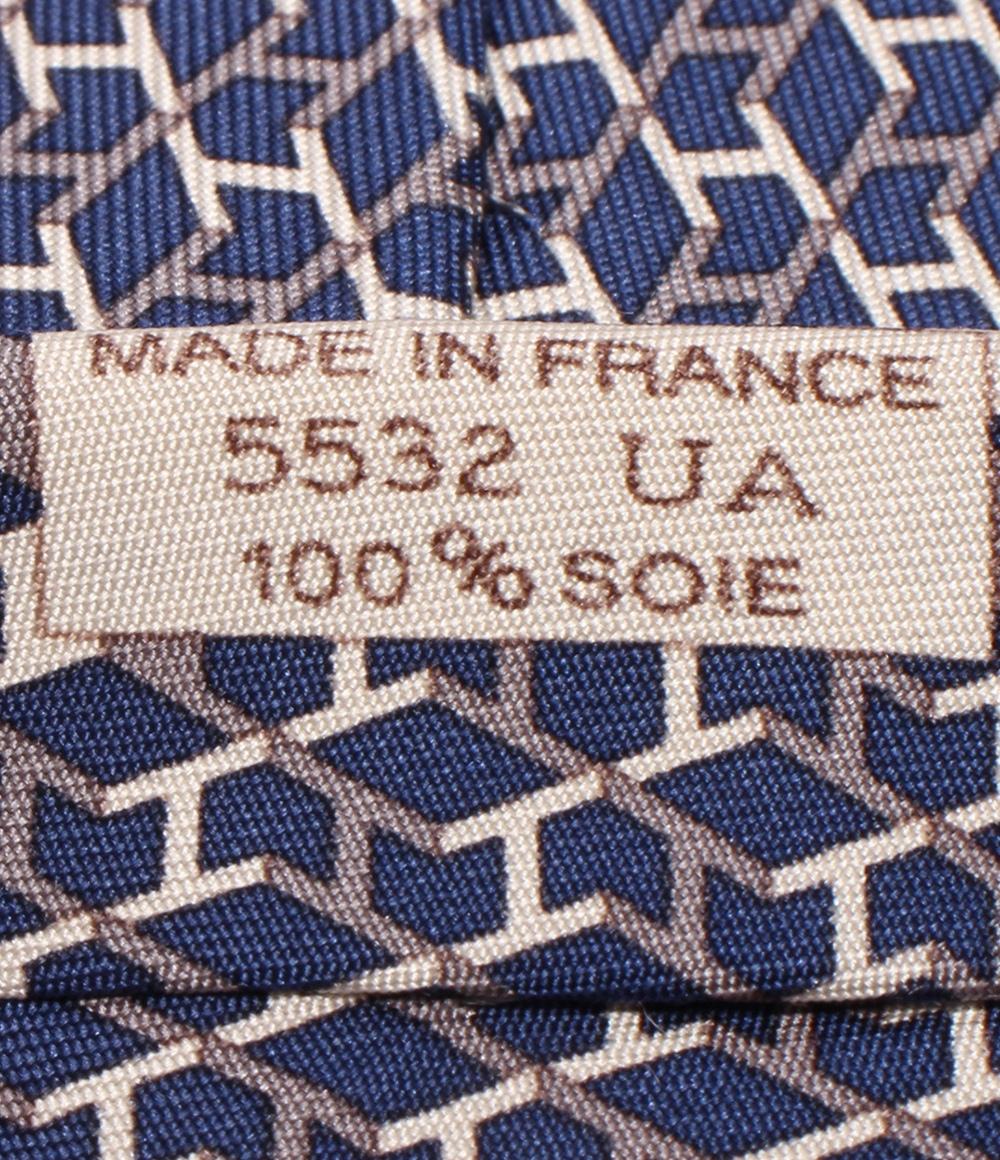 MADE IN FRANCE
5532 UA
100% SOIE